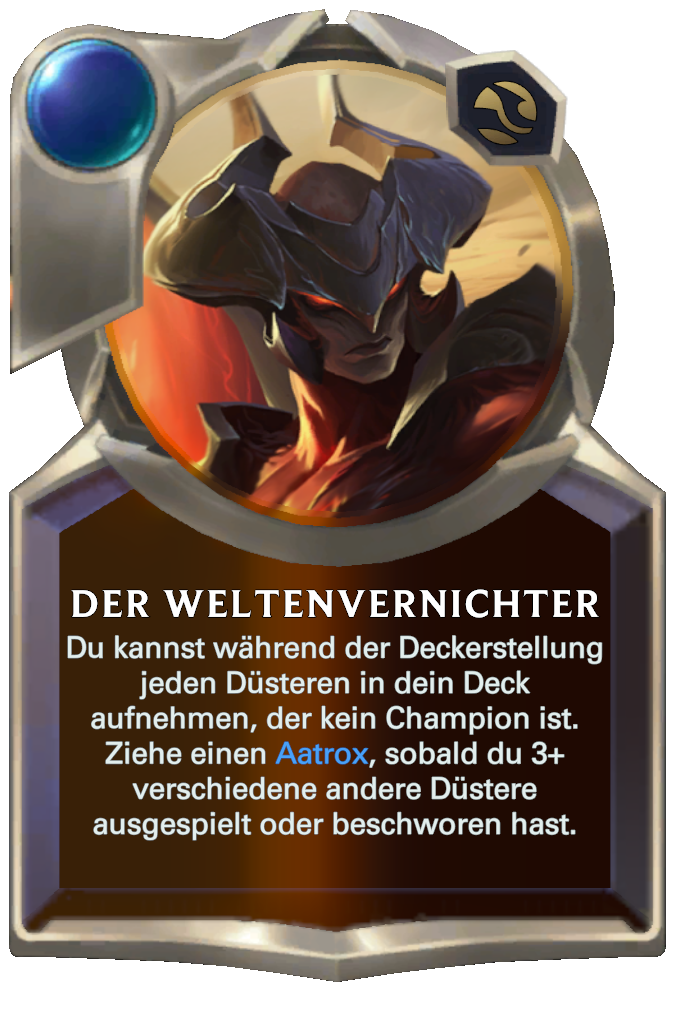 DER WELTENVERNICHTER
Du kannst während der Deckerstellung
jeden Düsteren in dein Deck
aufnehmen, der kein Champion ist.
Ziehe einen Aatrox, sobald du 3+
verschiedene andere Düstere
ausgespielt oder beschworen hast.